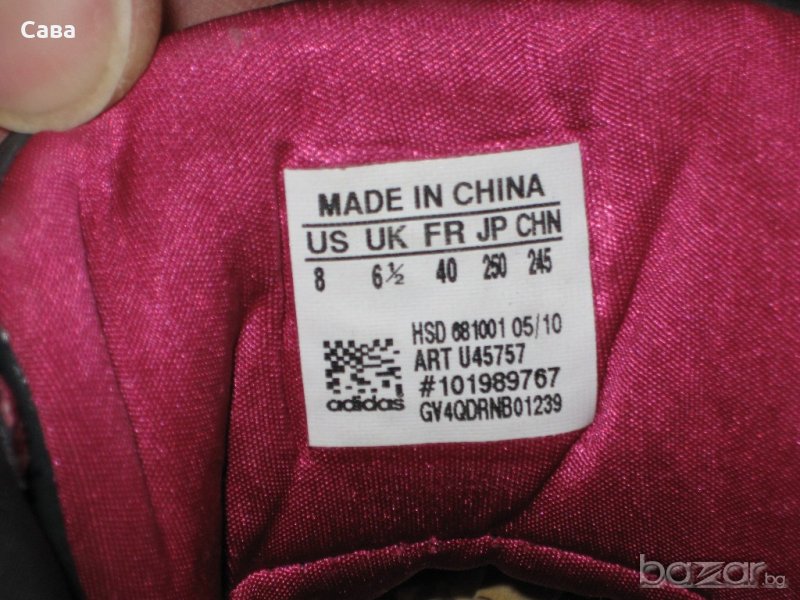 Сава
MADE IN CHINA
US UK FR JP CHN
8 6½ 40 250 245
HSD 681001 05/10
ART U45757
#101989767
adidas GV4QDRNB01239
bazar.bg